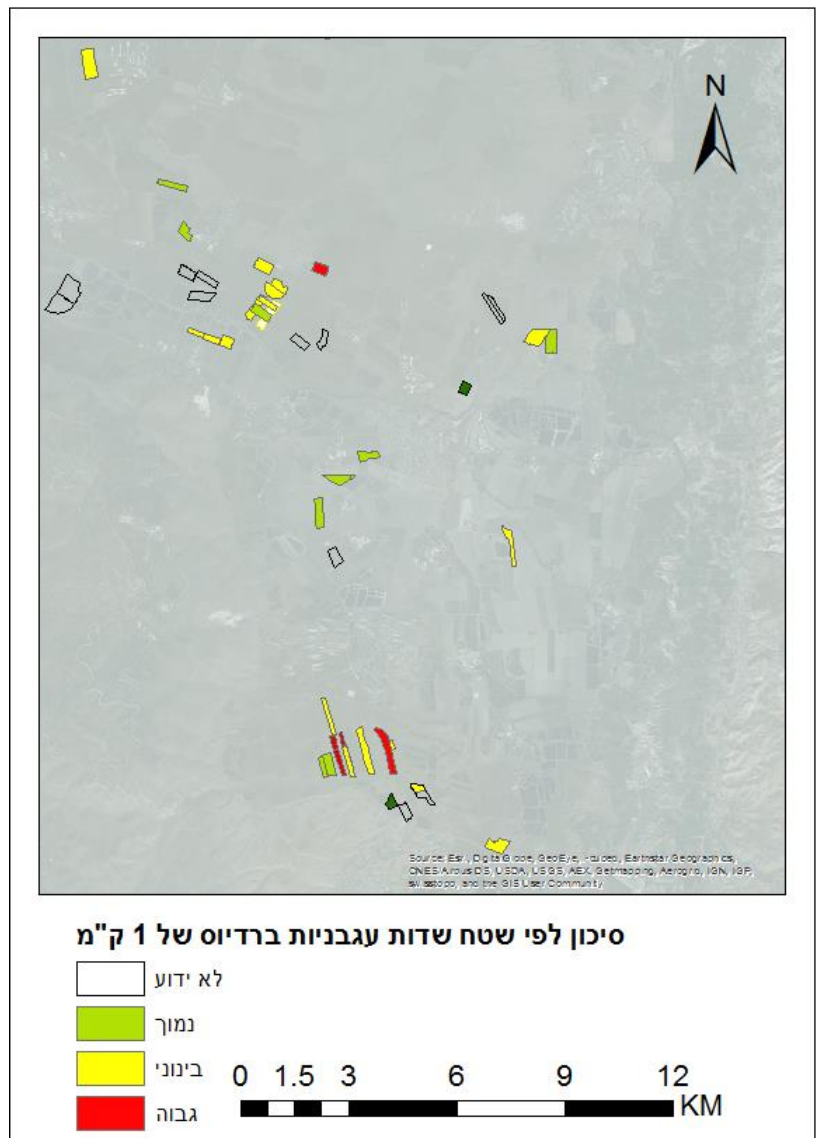 N
Source: Esri, DigitalGlobe, GeoEye, i-cubed, Earthstar Geographics,
CNES/Airbus DS, USDA, USGS, AEX, Getmapping, Aerogrid, IGN, IGP,
swisstopo, and the GIS User Community
סיכון לפי שטח שדות עגבניות ברדיוס של 1 ק"מ
לא ידוע
נמוך
בינוני
גבוה
0 1.5 3 6 9 12
KM